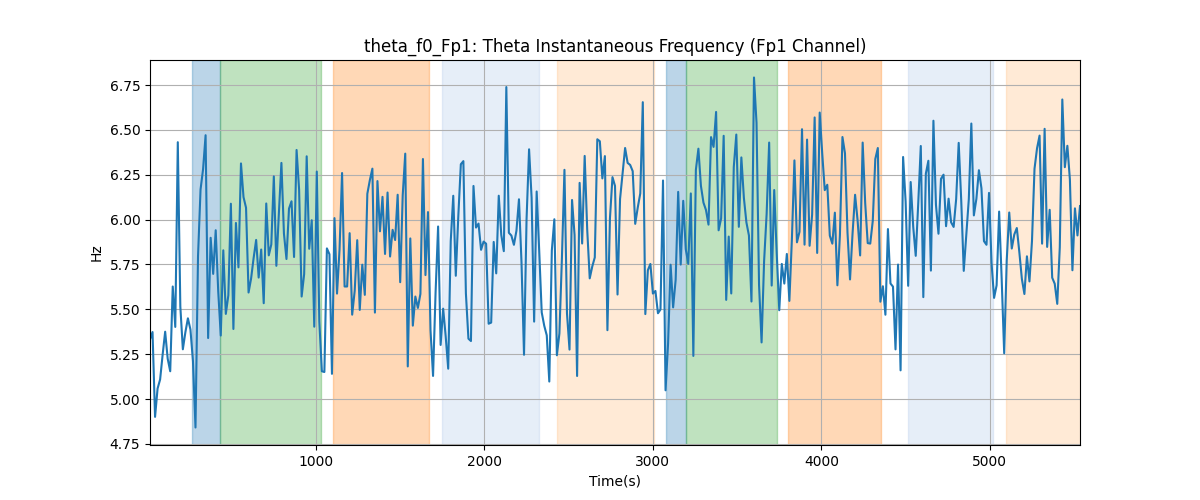 theta_f0_Fp1: Theta Instantaneous Frequency (Fp1 Channel)
6.75
6.50
6.25
6.00
5.75
5.50
5.25
5.00
4.75
Hz
1000 2000 3000 4000 5000
Time(s)